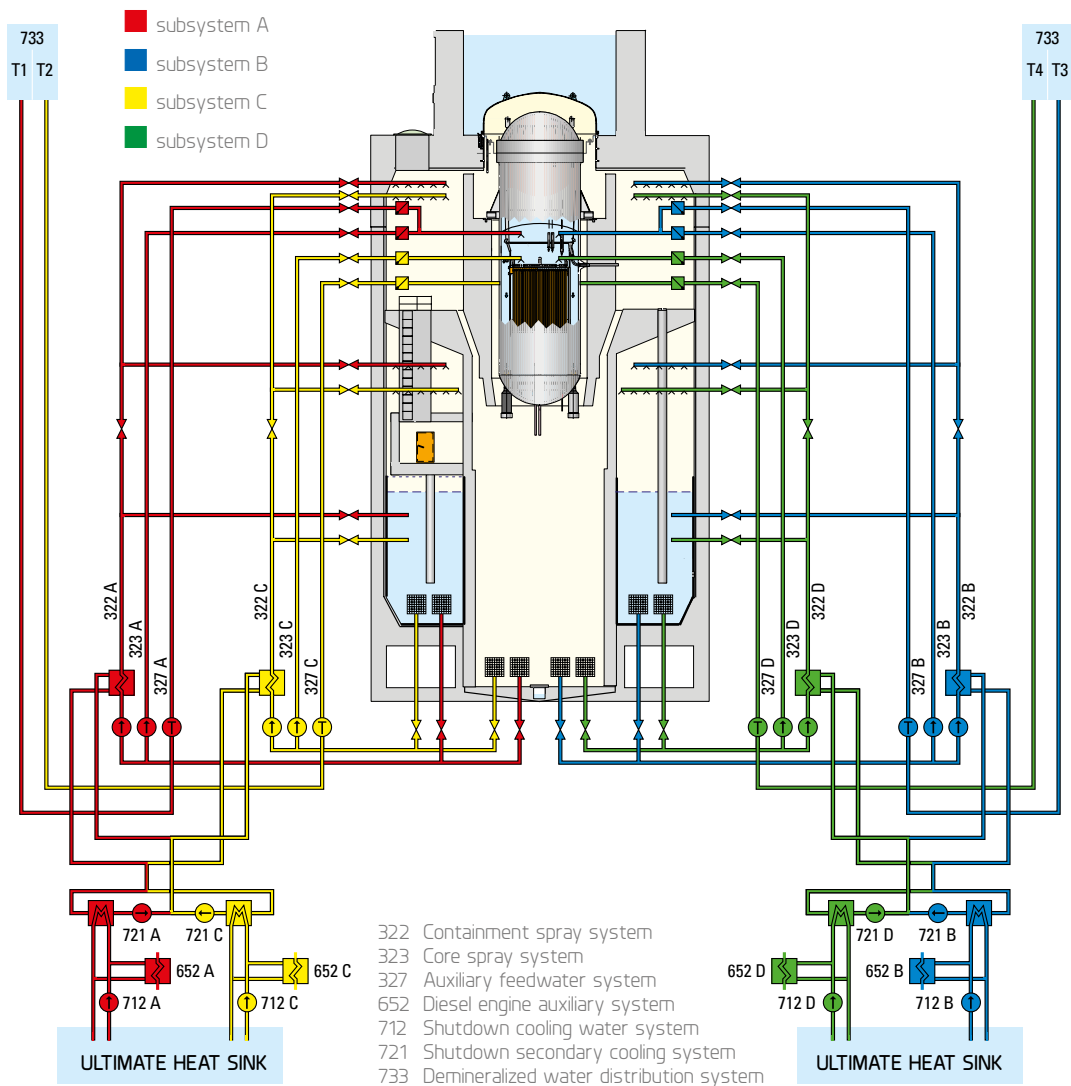 733
T1 T2
subsystem A
subsystem B
subsystem C
subsystem D
733
T4 T3
322 A
323 A
327 A
322 C
323 C
327 C
327 D
323 D
322 D
327 B
323 B
322 B
T
T
T
T
721 A
721 C
652 A
652 C
712 A
712 C
ULTIMATE HEAT SINK
322 Containment spray system
323 Core spray system
327 Auxiliary feedwater system
652 Diesel engine auxiliary system
712 Shutdown cooling water system
721 Shutdown secondary cooling system
733 Demineralized water distribution system
721 D
721 B
652 D
652 B
712 D
712 B
ULTIMATE HEAT SINK